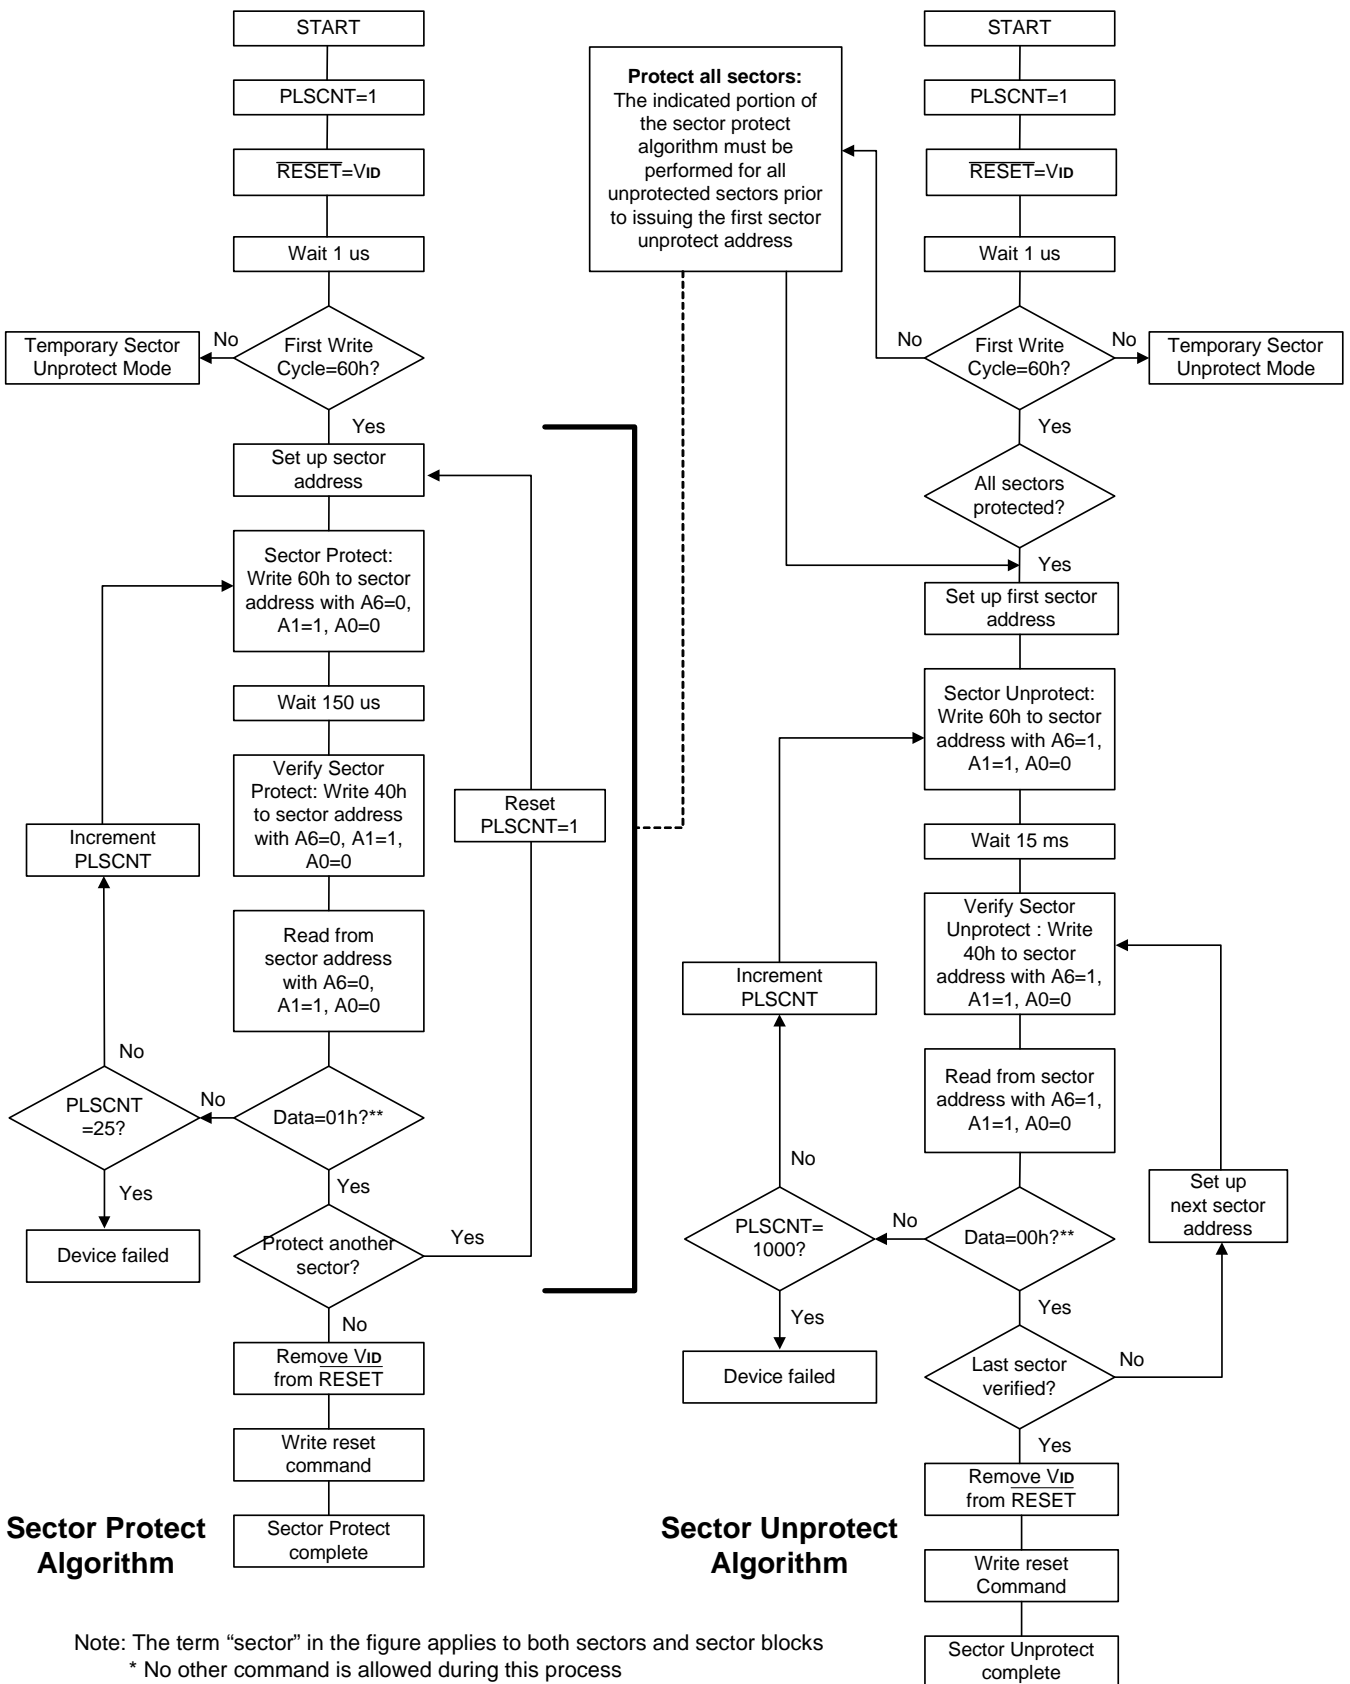 START
PLSCNT=1
RESET=VID
Wait 1 us
First Write
Cycle=60h?
No
Temporary Sector
Unprotect Mode
Yes
Set up sector
address
Sector Protect:
Write 60h to sector
address with A6=0,
A1=1, A0=0
Wait 150 us
Verify Sector
Protect: Write 40h
to sector address
with A6=0, A1=1,
A0=0
Reset
PLSCNT=1
Increment
PLSCNT
Read from
sector address
with A6=0,
A1=1, A0=0
No
PLSCNT
=25?
No
Data=01h?**
Yes
Device failed
Yes
Protect another
sector?
Yes
No
Remove VID
from RESET
Write reset
command
Sector Protect
complete
Sector Protect
Algorithm
Protect all sectors:
The indicated portion of
the sector protect
algorithm must be
performed for all
unprotected sectors prior
to issuing the first sector
unprotect address
START
PLSCNT=1
RESET=VID
Wait 1 us
No
First Write
Cycle=60h?
No
Temporary Sector
Unprotect Mode
Yes
All sectors
protected?
Yes
Set up first sector
address
Sector Unprotect:
Write 60h to sector
address with A6=1,
A1=1, A0=0
Wait 15 ms
Verify Sector
Unprotect : Write
40h to sector
address with A6=1,
A1=1, A0=0
Increment
PLSCNT
Read from sector
address with A6=1,
A1=1, A0=0
No
PLSCNT=
1000?
No
Data=00h?**
Set up
next sector
address
Yes
Device failed
Yes
Last sector
verified?
No
Yes
Remove VID
from RESET
Write reset
Command
Sector Unprotect
complete
Sector Unprotect
Algorithm
Note: The term “sector” in the figure applies to both sectors and sector blocks
* No other command is allowed during this process